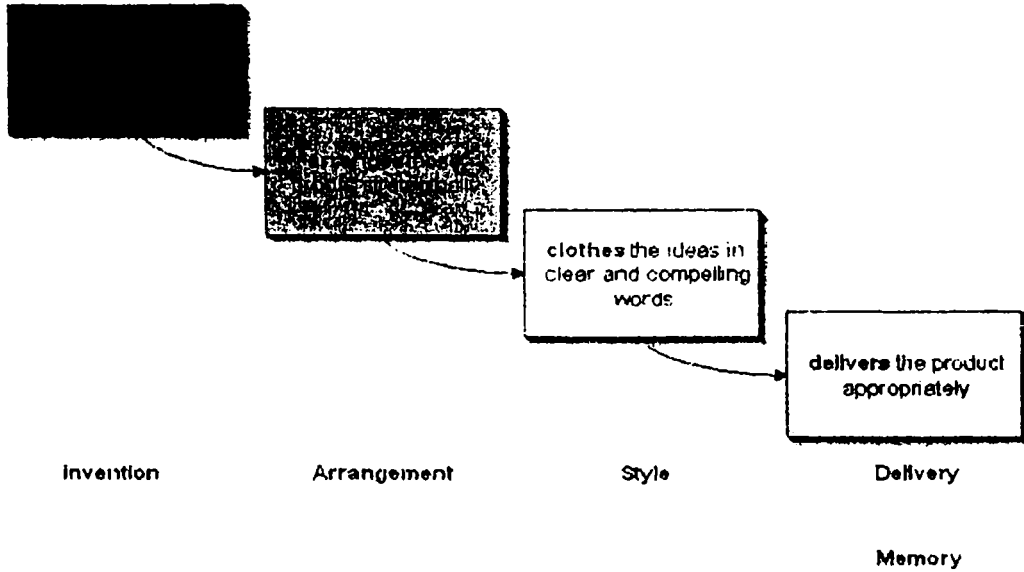 clothes the ideas in
clear and compelling
words
delivers the product
appropriately
Invention
Arrangement
Style
Delivery
Memory